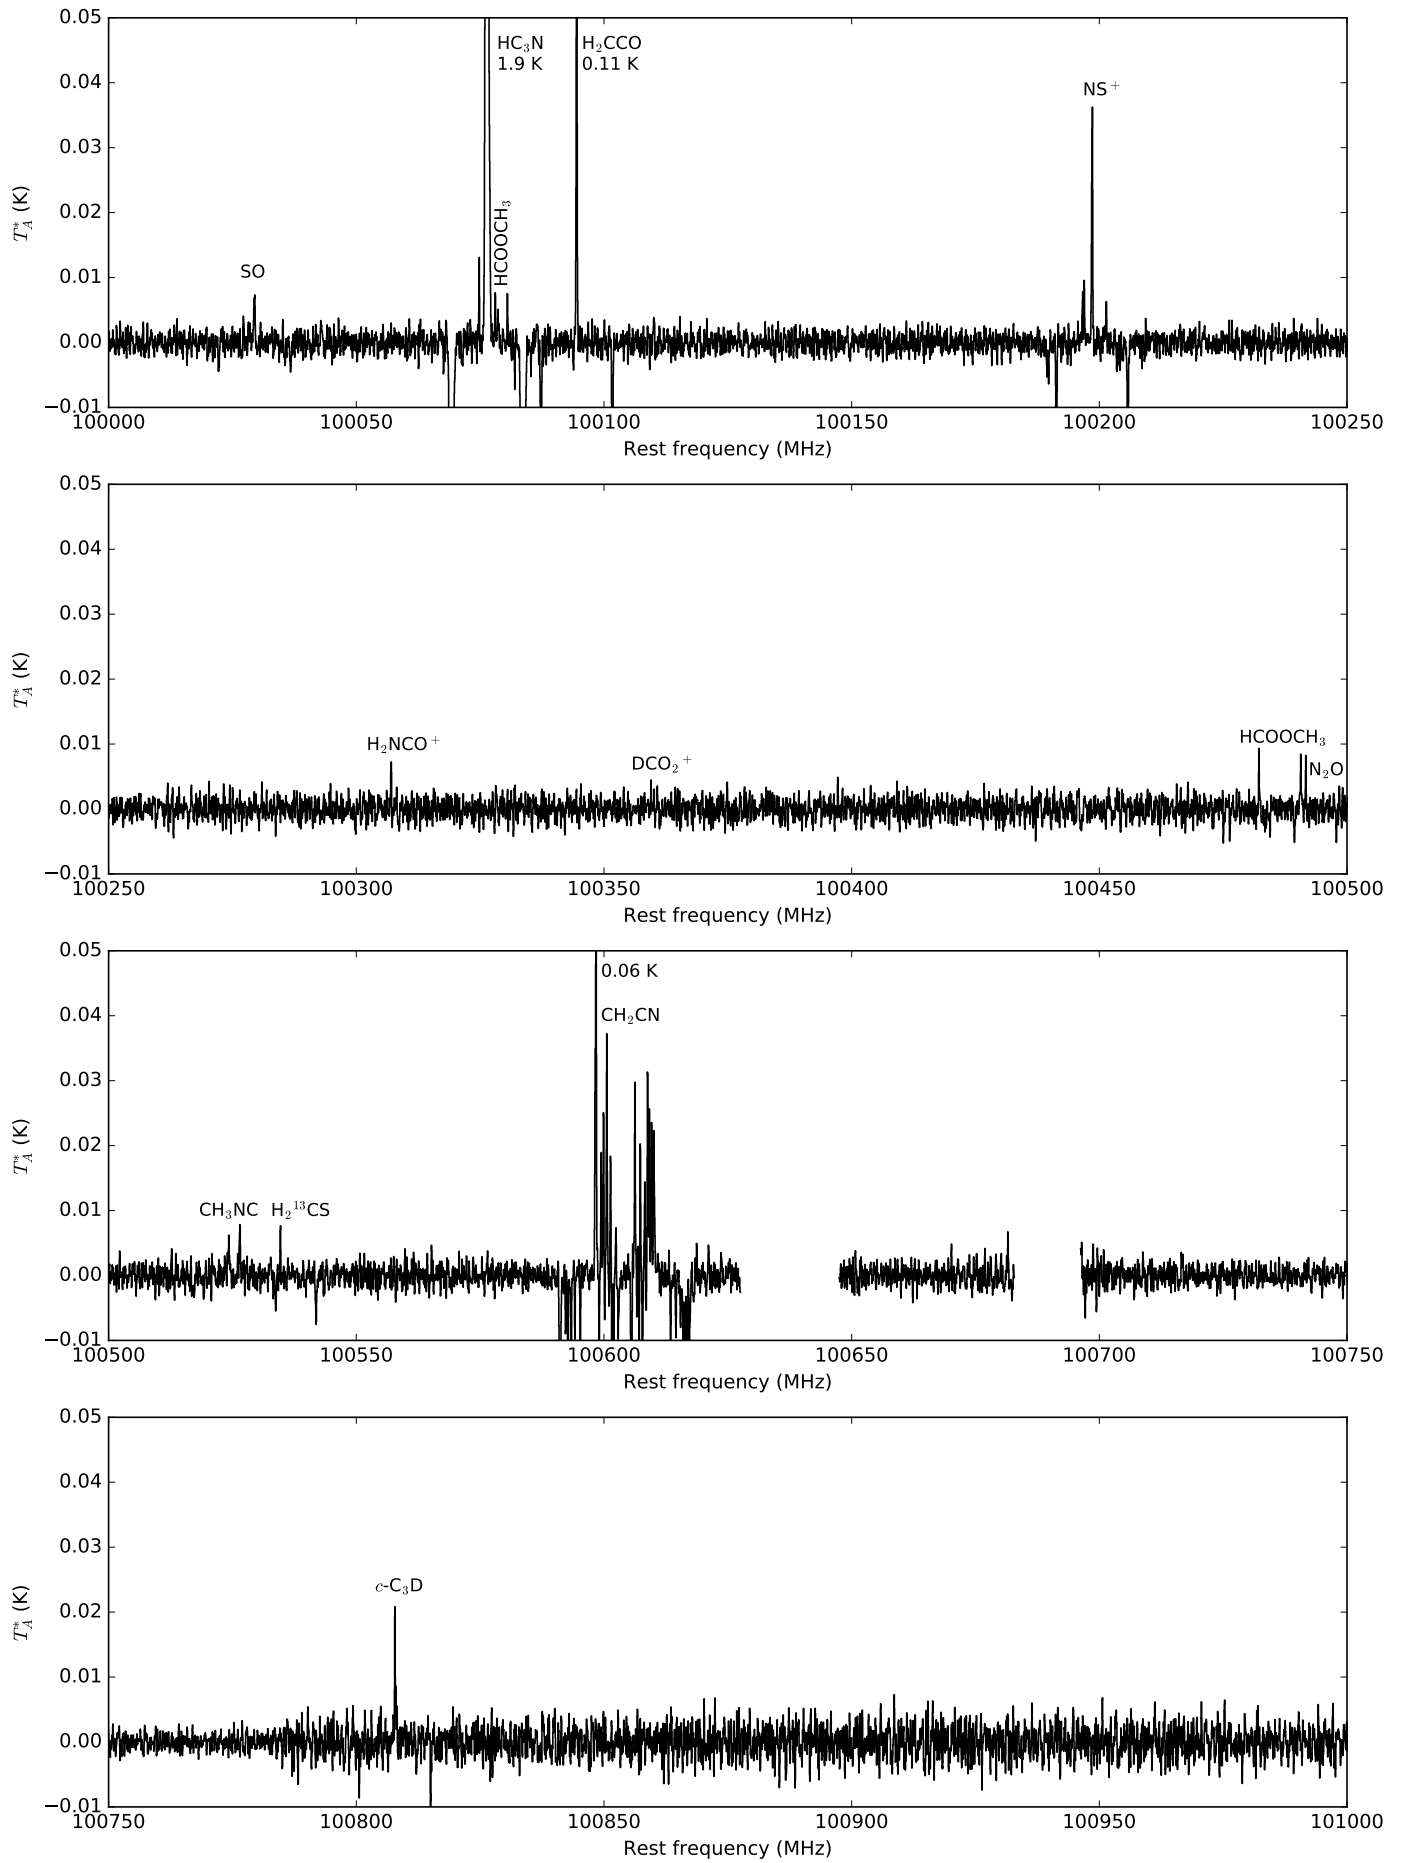 0.05
0.04
0.03
0.02
0.01
0.00
−0.01
T*A (K)
HC₃N
1.9 K
H₂CCO
0.11 K
NS⁺
HCOOCH₃
SO
100000 100050 100100 100150 100200 100250
Rest frequency (MHz)
0.05
0.04
0.03
0.02
0.01
0.00
−0.01
T*A (K)
H₂NCO⁺
DCO₂⁺
HCOOCH₃
N₂O
100250 100300 100350 100400 100450 100500
Rest frequency (MHz)
0.05
0.04
0.03
0.02
0.01
0.00
−0.01
T*A (K)
0.06 K
CH₂CN
CH₃NC H₂¹³CS
100500 100550 100600 100650 100700 100750
Rest frequency (MHz)
0.05
0.04
0.03
0.02
0.01
0.00
−0.01
T*A (K)
c-C₃D
100750 100800 100850 100900 100950 101000
Rest frequency (MHz)